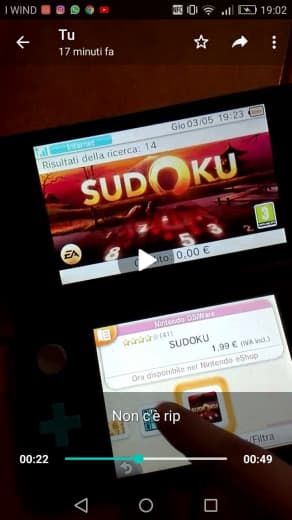 I WIND
19:02
Tu
17 minuti fa
Internet
Gio 03/05 19:23
Risultati della ricerca: 14
SUDOKU
3
EA
0,00 €
Nintendo DSiWare
(41)
SUDOKU
1,99 € (IVA incl.)
Ora disponibile nel Nintendo eShop
Non c'è rip
/Filtra
00:22
00:49